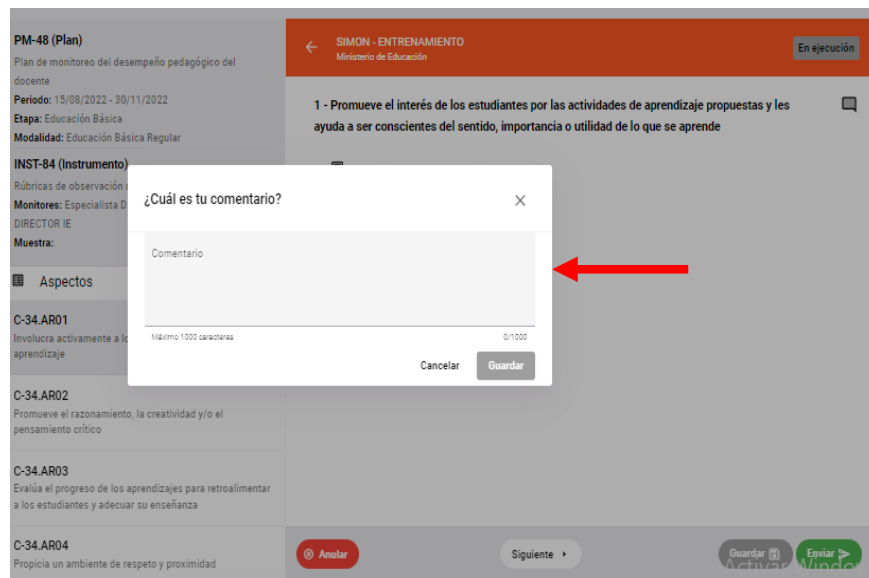 PM-48 (Plan)
Plan de monitoreo del desempeño pedagógico del
docente
Periodo: 15/08/2022 - 30/11/2022
Etapa: Educación Básica
Modalidad: Educación Básica Regular
INST-84 (Instrumento)
Rúbricas de observación
Monitores: Especialista D
DIRECTOR IE
Muestra:
Aspectos
C-34.AR01
Involucra activamente a lo
aprendizaje
C-34.AR02
Promueve el razonamiento, la creatividad y/o el
pensamiento crítico
C-34.AR03
Evalúa el progreso de los aprendizajes para retroalimentar
a los estudiantes y adecuar su enseñanza
C-34.AR04
Propicia un ambiente de respeto y proximidad
SIMON - ENTRENAMIENTO
Ministerio de Educación
En ejecución
1 - Promueve el interés de los estudiantes por las actividades de aprendizaje propuestas y les
ayuda a ser conscientes del sentido, importancia o utilidad de lo que se aprende
¿Cuál es tu comentario?
Comentario
Máximo 1000 caracteres
0/1000
Cancelar
Guardar
Anular
Siguiente
Guardar
Enviar
Activar Window